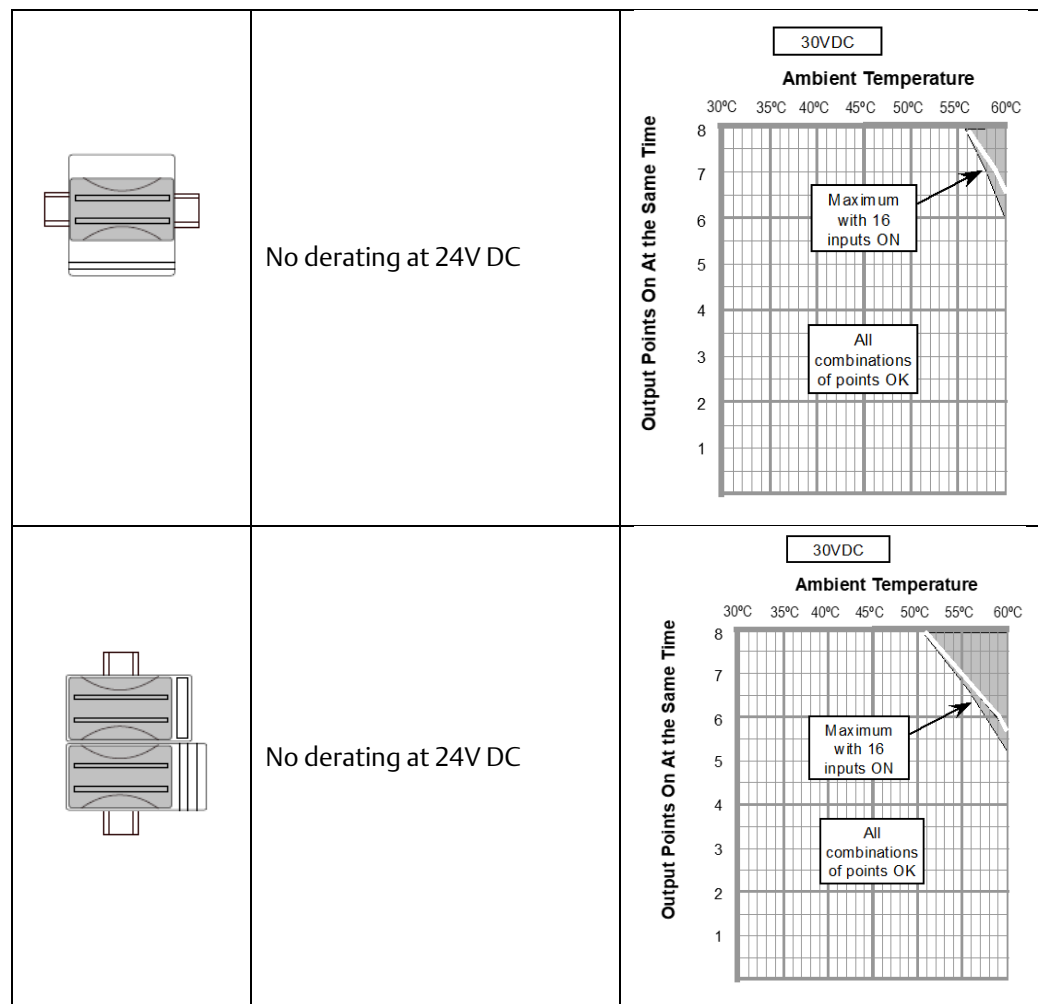 No derating at 24V DC
30VDC
Ambient Temperature
30ºC 35ºC 40ºC 45ºC 50ºC 55ºC 60ºC
Output Points On At the Same Time
8
7
6
5
4
3
2
1
Maximum
with 16
inputs ON
All
combinations
of points OK
No derating at 24V DC
30VDC
Ambient Temperature
30ºC 35ºC 40ºC 45ºC 50ºC 55ºC 60ºC
Output Points On At the Same Time
8
7
6
5
4
3
2
1
Maximum
with 16
inputs ON
All
combinations
of points OK